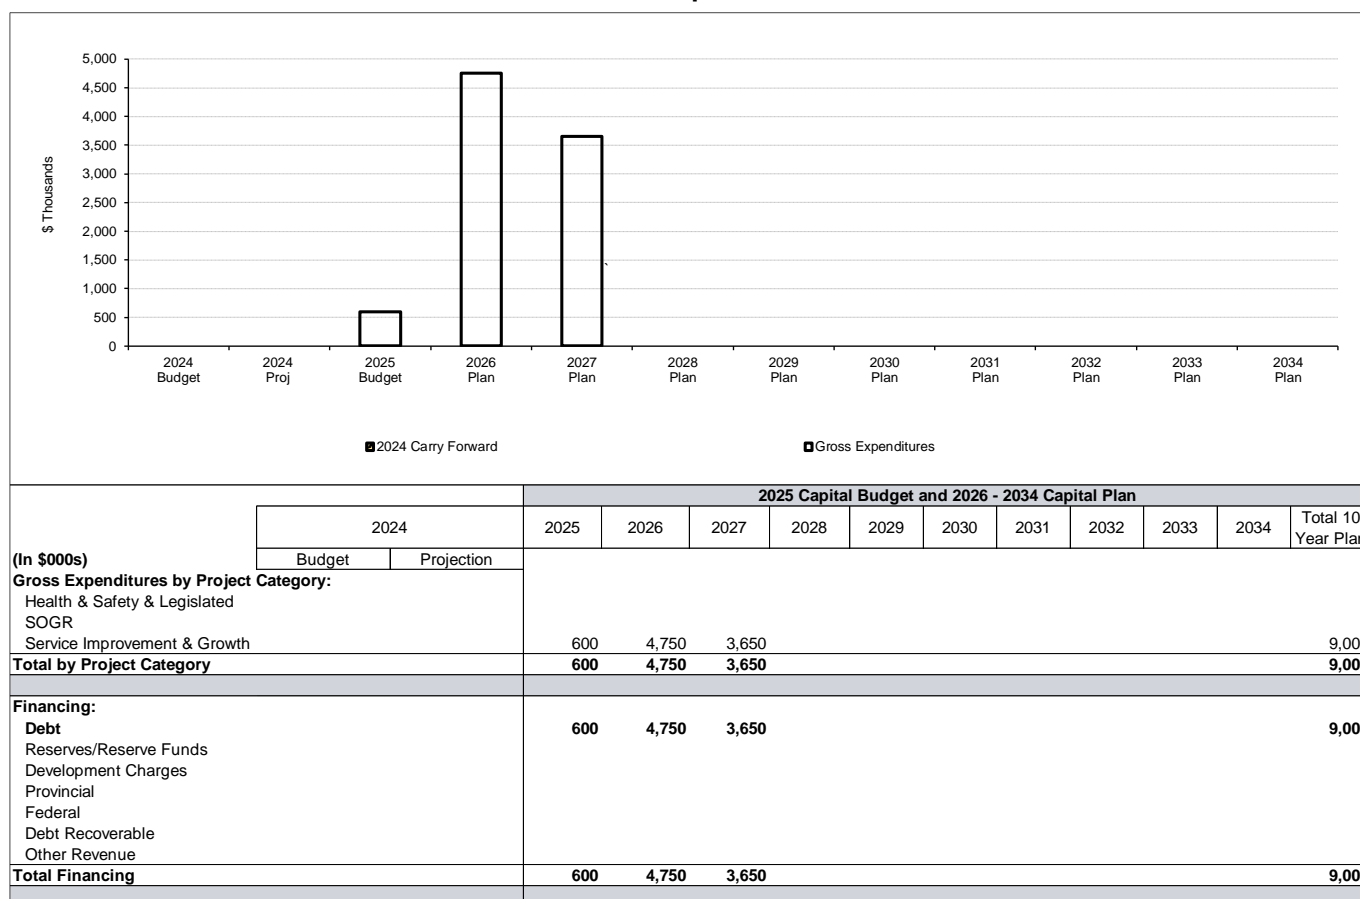 5,000
4,500
4,000
3,500
3,000
2,500
2,000
1,500
1,000
500
0
$ Thousands
`
2024 2024 2025 2026 2027 2028 2029 2030 2031 2032 2033 2034
Budget Proj Budget Plan Plan Plan Plan Plan Plan Plan Plan Plan
2024 Carry Forward Gross Expenditures
2025 Capital Budget and 2026 - 2034 Capital Plan
2024 2025 2026 2027 2028 2029 2030 2031 2032 2033 2034 Total 10
Year Plan
(In $000s) Budget Projection
Gross Expenditures by Project Category:
Health & Safety & Legislated
SOGR
Service Improvement & Growth 600 4,750 3,650 9,00
Total by Project Category 600 4,750 3,650 9,00
Financing:
Debt 600 4,750 3,650 9,00
Reserves/Reserve Funds
Development Charges
Provincial
Federal
Debt Recoverable
Other Revenue
Total Financing 600 4,750 3,650 9,00